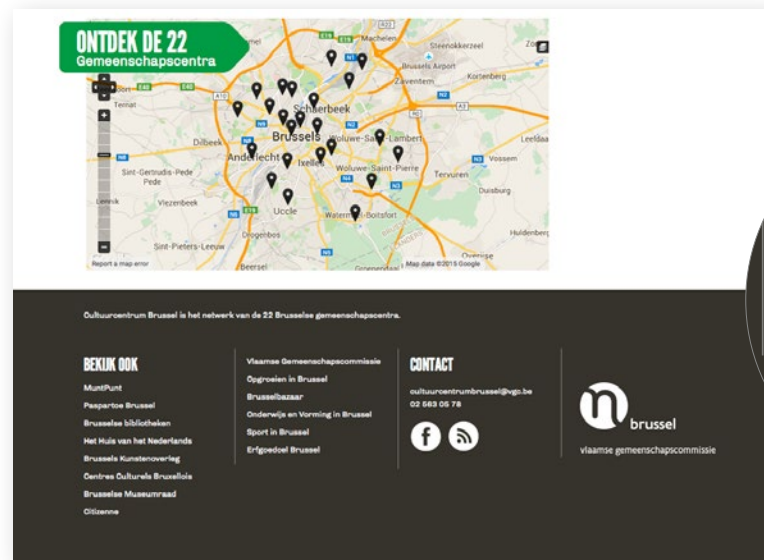 ONTDEK DE 22
Gemeenschapscentra
Machelen
Steenokkerzeel
Brussels Airport
Zaventem
Kortenberg
Ternat
Schaerbeek
Dilbeek
Brussels
Woluwe-Saint-Lambert
Anderlecht
Ixelles
Woluwe-Saint-Pierre
Vossem
Sint-Gertrudis-Pede
Pede
Tervuren
Duisburg
Vlezenbeek
Uccle
Watermael-Boitsfort
Drogenbos
Sint-Pieters-Leeuw
Beersel
Report a map error
Map data ©2015 Google
Cultuurcentrum Brussel is het netwerk van de 22 Brusselse gemeenschapscentra.
BEKIJK OOK
MuntPunt
Paspartoe Brussel
Brusselse bibliotheken
Het Huis van het Nederlands
Brussels Kunstenoverleg
Centres Culturels Bruxellois
Brusselse Museumraad
Citizenne
Vlaamse Gemeenschapscommissie
Opgroeien in Brussel
Brusselbazaar
Onderwijs en Vorming in Brussel
Sport in Brussel
Erfgoedcel Brussel
CONTACT
cultuurcentrumbrussel@vgc.be
02 563 05 78
f
n brussel
vlaamse gemeenschapscommissie